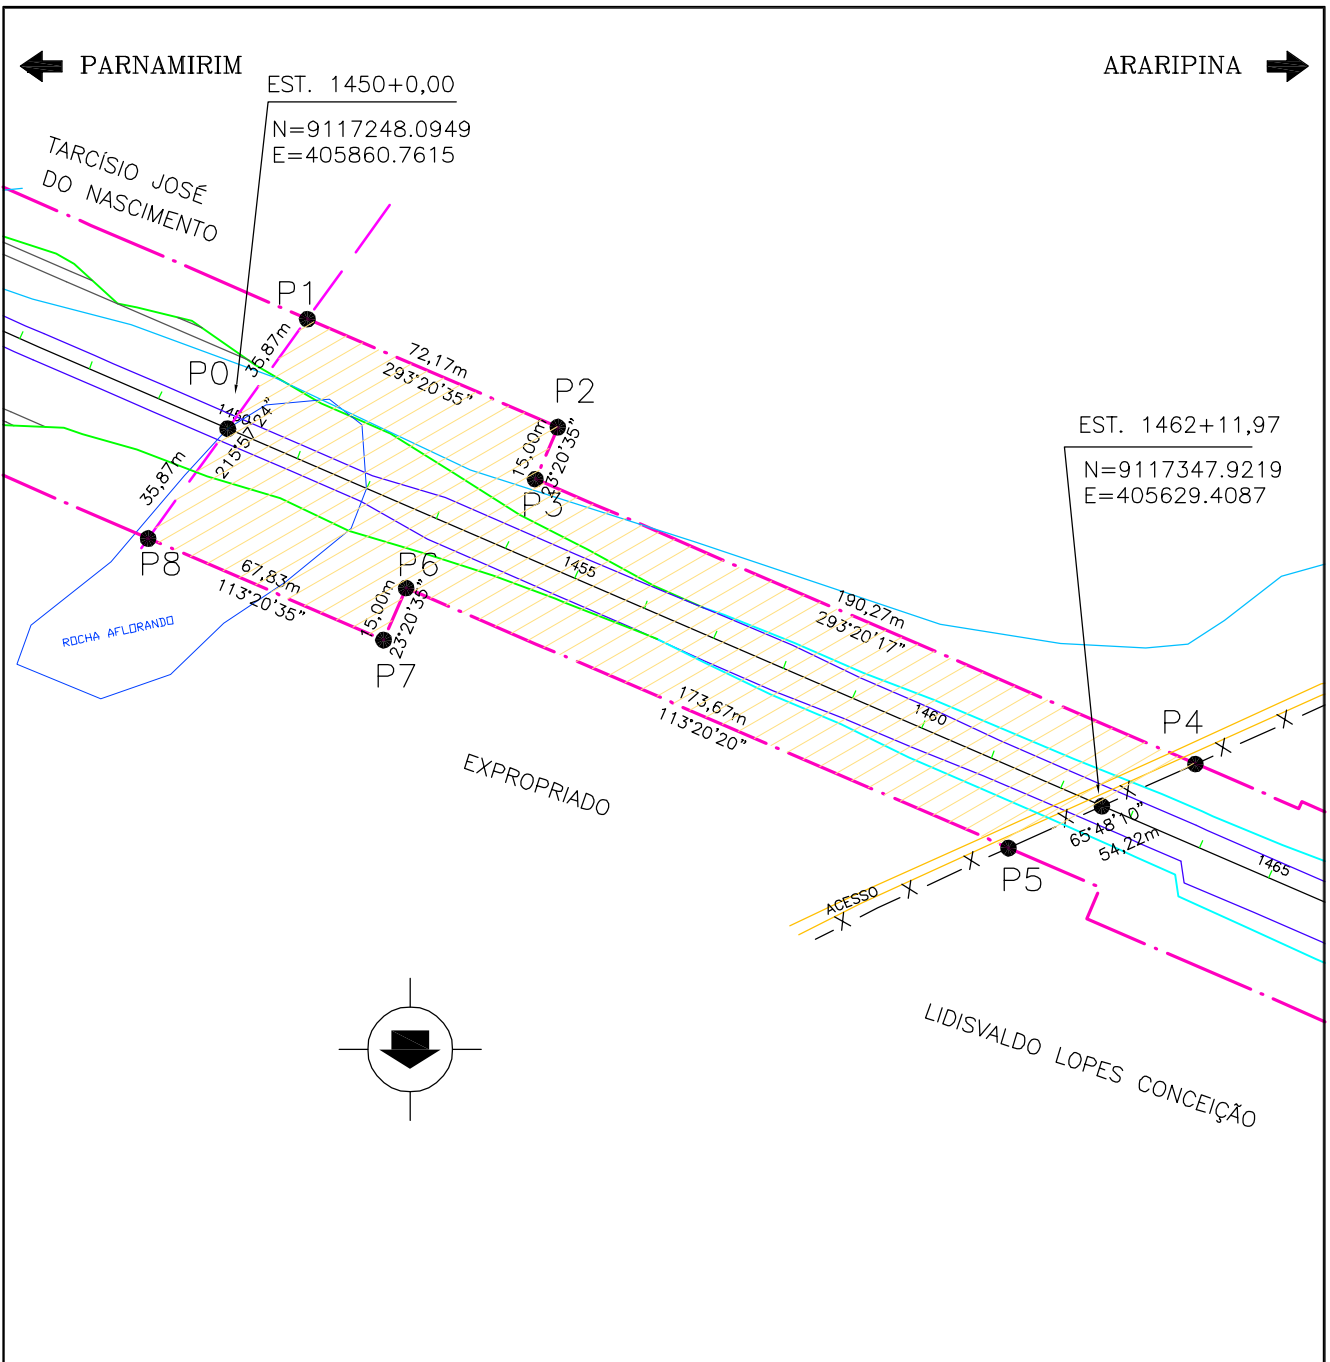 PARNAMIRIM
ARARIPINA
EST. 1450+0,00
N=9117248.0949
E=405860.7615
TARCÍSIO JOSÉ
DO NASCIMENTO
P1
35,87m
72,17m
293°20'35"
P0
P2
1450
215°57'24"
15,00m
23°20'35"
EST. 1462+11,97
N=9117347.9219
E=405629.4087
35,87m
P3
P8
P6
1455
67,83m
113°20'35"
15,00m
23°20'35"
190,27m
293°20'17"
ROCHA AFLORANDO
P7
173,67m
113°20'20"
1460
P4
EXPROPRIADO
65°48'10"
54,22m
1465
P5
ACESSO
LIDISVALDO LOPES CONCEIÇÃO